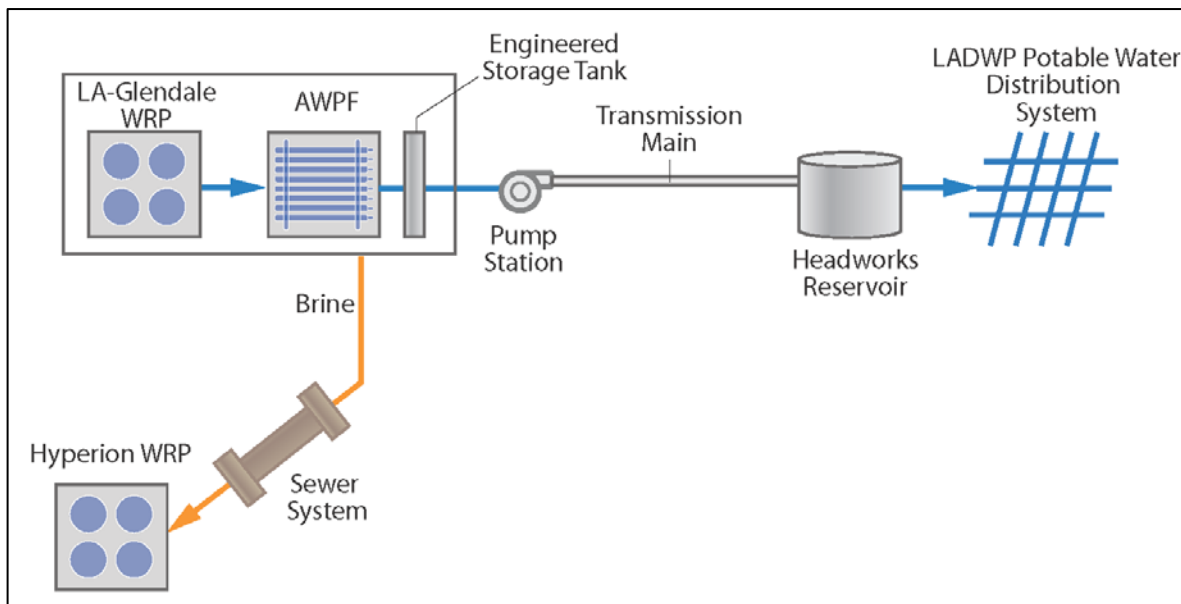 Engineered
Storage Tank
LADWP Potable Water
Distribution
System
LA-Glendale
WRP
AWPF
Transmission
Main
Pump
Station
Headworks
Reservoir
Brine
Hyperion WRP
Sewer
System